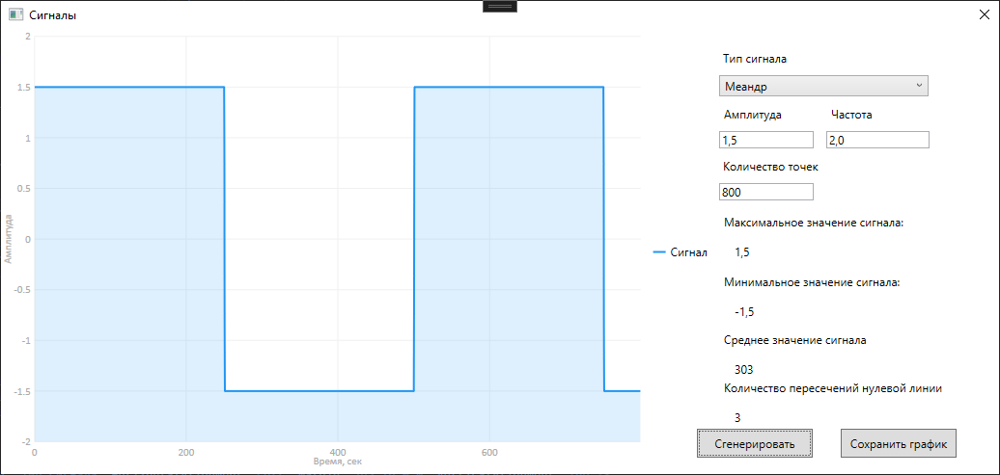 Сигналы
2
1.5
1
0.5
0
-0.5
-1
-1.5
-2
Амплитуда
0
200
400
600
Время, сек
Сигнал
Тип сигнала
Меандр
Амплитуда Частота
1,5 2,0
Количество точек
800
Максимальное значение сигнала:
1,5
Минимальное значение сигнала:
-1,5
Среднее значение сигнала
303
Количество пересечений нулевой линии
3
Сгенерировать Сохранить график